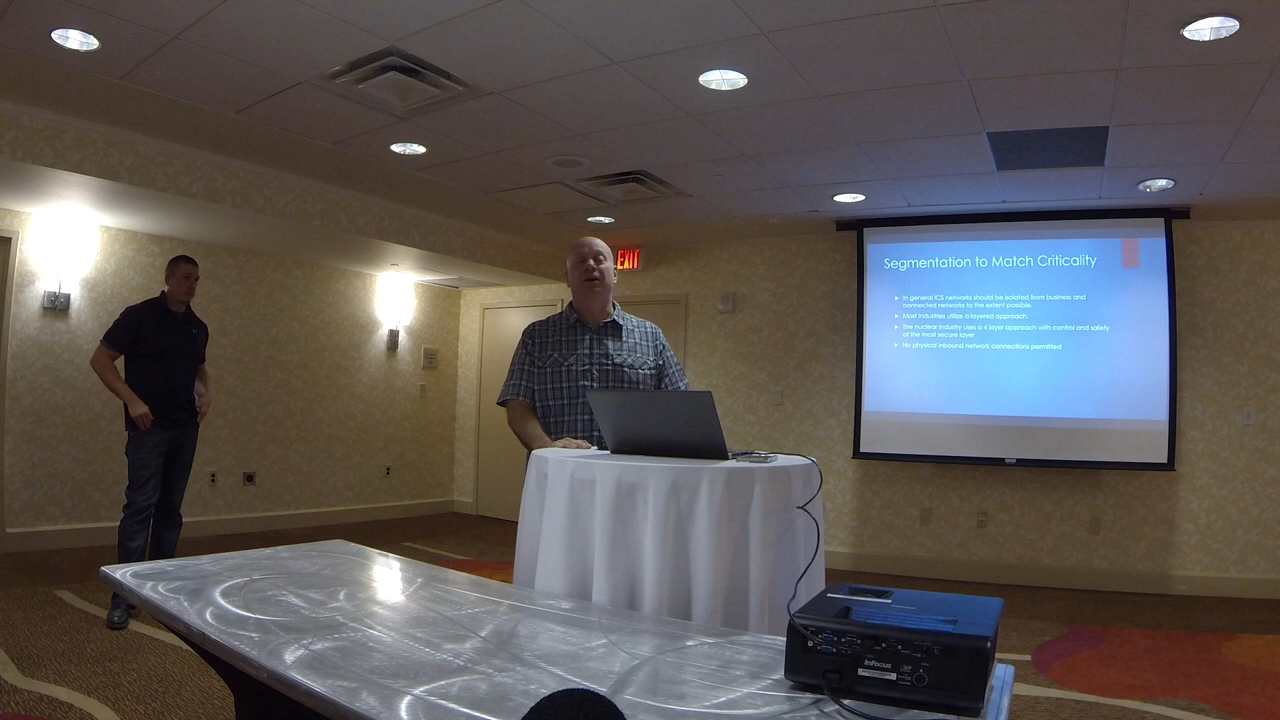 EXIT
Segmentation to Match Criticality
In general ICS networks should be isolated from business and
connected networks to the extent possible.
Most industries utilize a layered approach.
The nuclear industry uses a 4 layer approach with control and safety
at the most secure layer
No physical inbound network connections permitted
InFocus